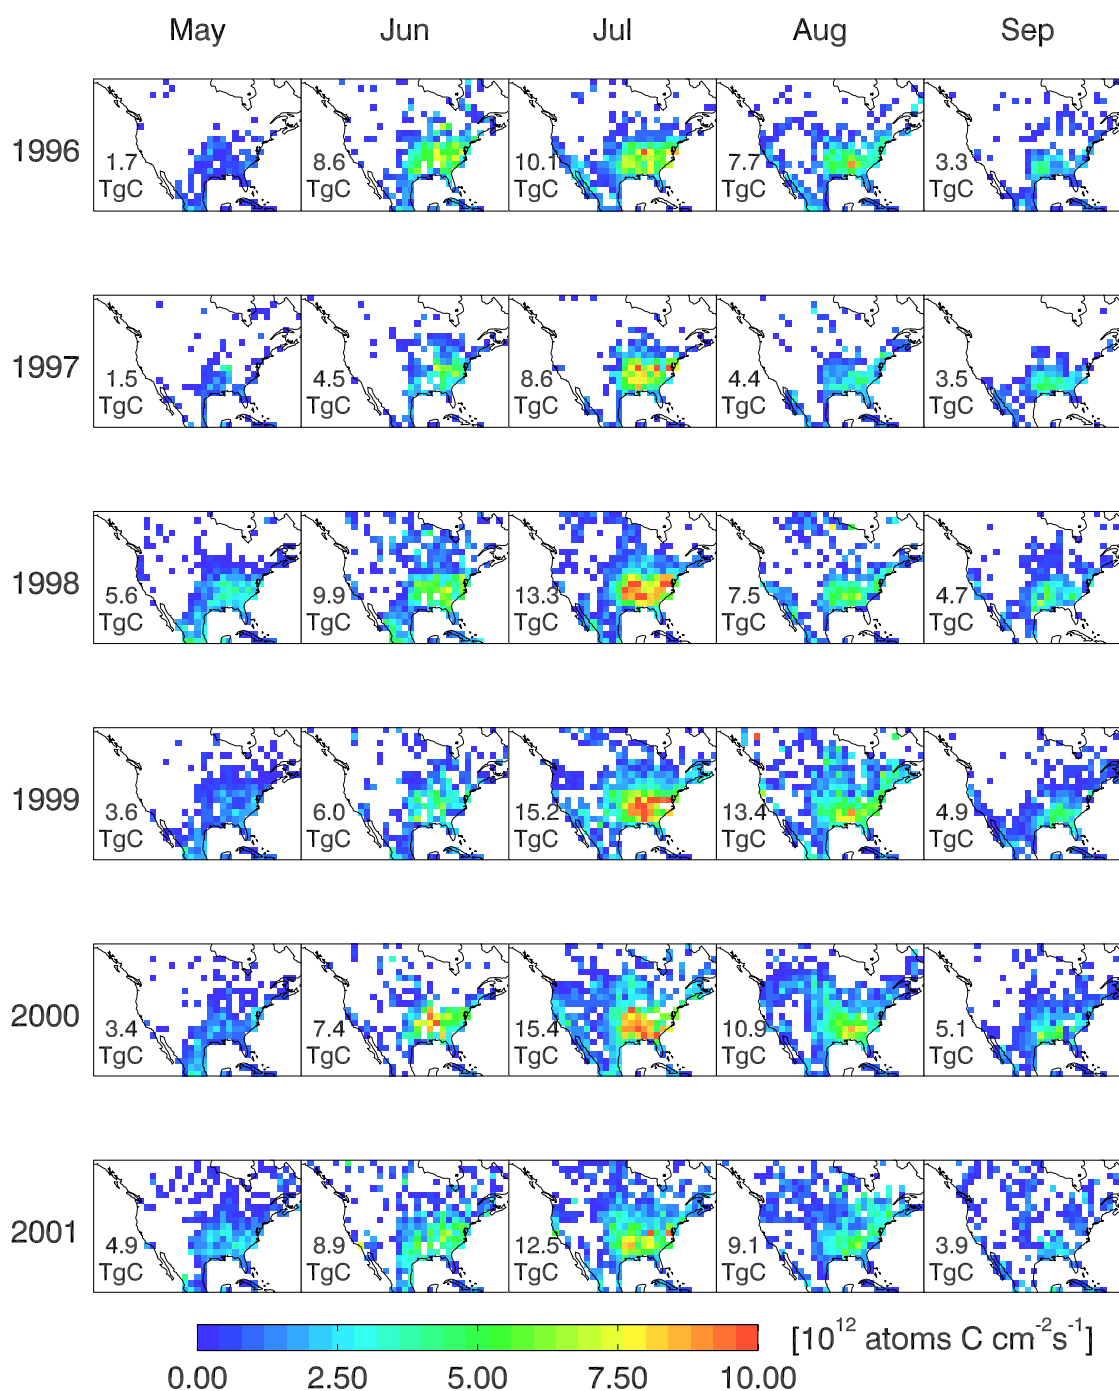 May Jun Jul Aug Sep
1996
1.7 TgC
8.6 TgC
10.1 TgC
7.7 TgC
3.3 TgC
1997
1.5 TgC
4.5 TgC
8.6 TgC
4.4 TgC
3.5 TgC
1998
5.6 TgC
9.9 TgC
13.3 TgC
7.5 TgC
4.7 TgC
1999
3.6 TgC
6.0 TgC
15.2 TgC
13.4 TgC
4.9 TgC
2000
3.4 TgC
7.4 TgC
15.4 TgC
10.9 TgC
5.1 TgC
2001
4.9 TgC
8.9 TgC
12.5 TgC
9.1 TgC
3.9 TgC
[10¹² atoms C cm⁻²s⁻¹]
0.00 2.50 5.00 7.50 10.00